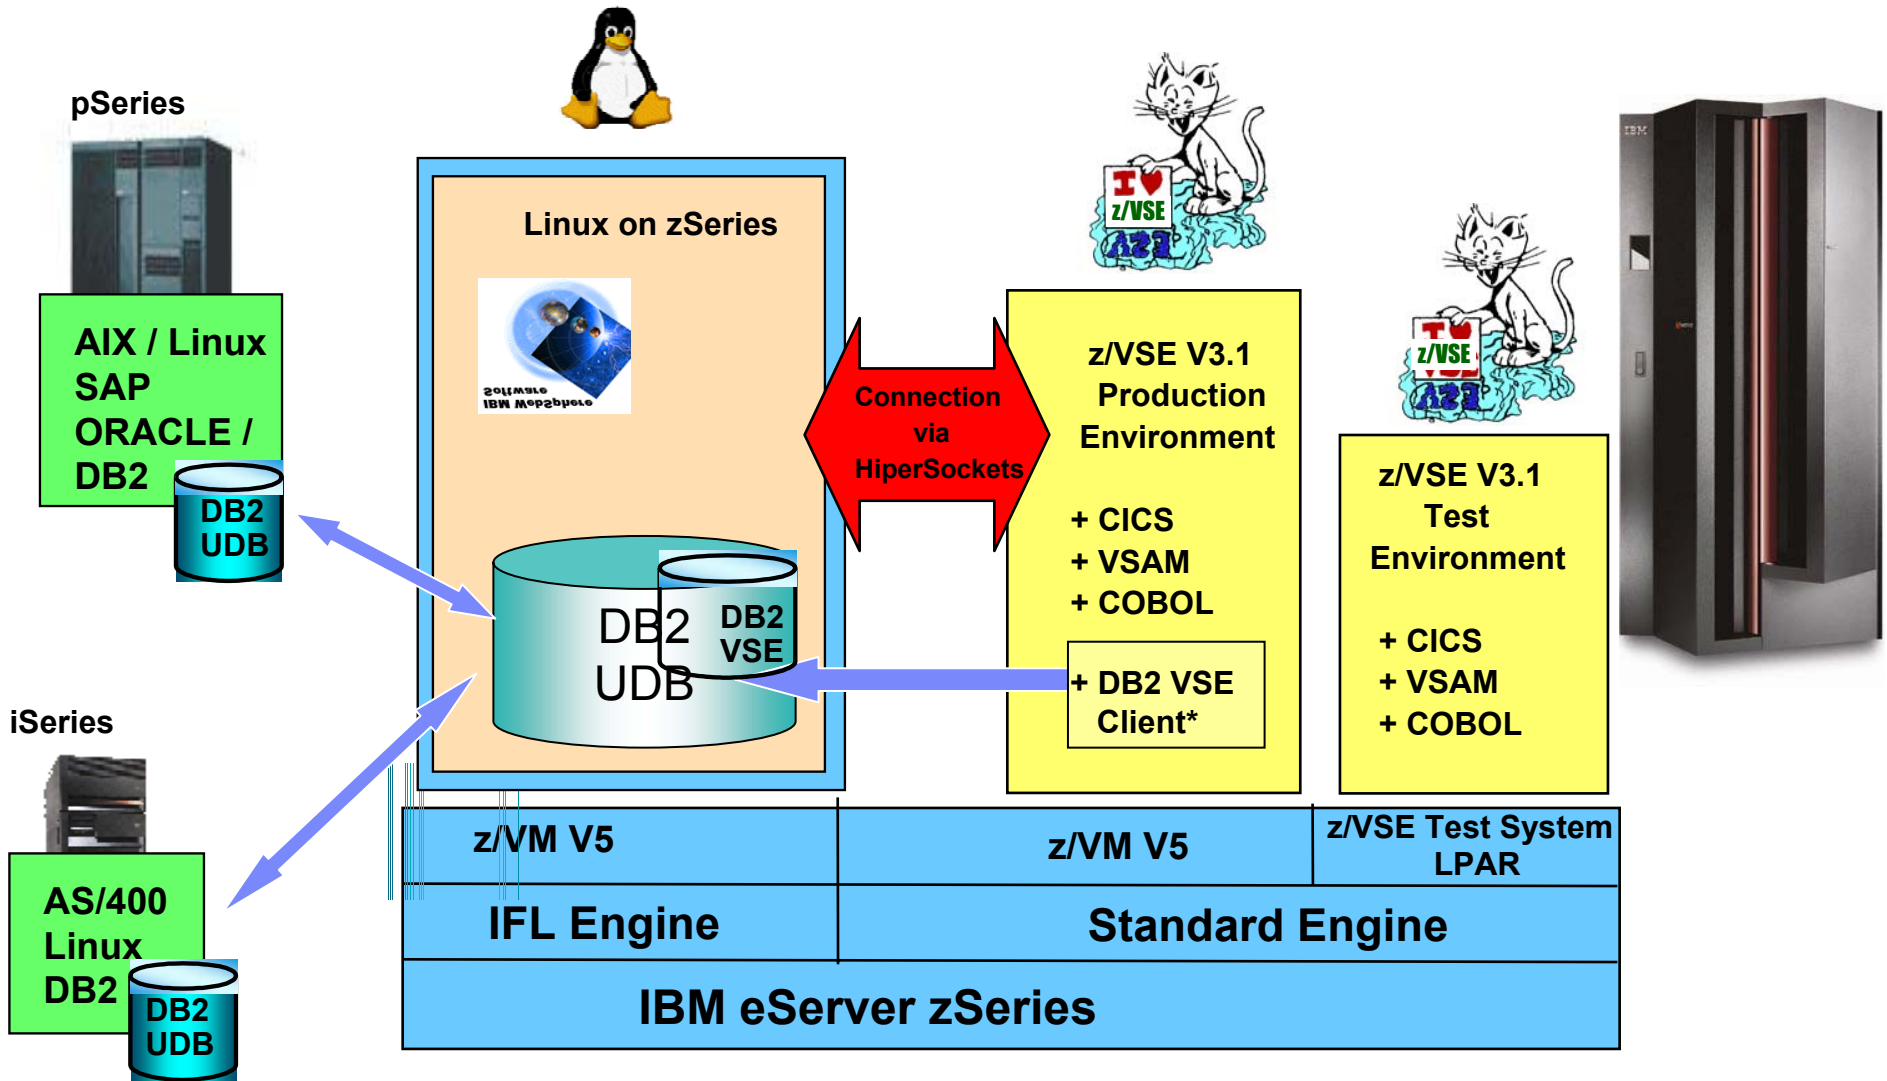 pSeries
AIX / Linux
SAP
ORACLE /
DB2
DB2
UDB
iSeries
AS/400
Linux
DB2
DB2
UDB
Linux on zSeries
Software
IBM WebSphere
DB2
UDB
DB2
VSE
Connection
via
HiperSockets
I
z/VSE
VSE
z/VSE V3.1
Production
Environment
+ CICS
+ VSAM
+ COBOL
+ DB2 VSE
Client*
I
z/VSE
VSE
z/VSE V3.1
Test
Environment
+ CICS
+ VSAM
+ COBOL
IBM
z/VM V5
z/VM V5
z/VSE Test System
LPAR
IFL Engine
Standard Engine
IBM eServer zSeries